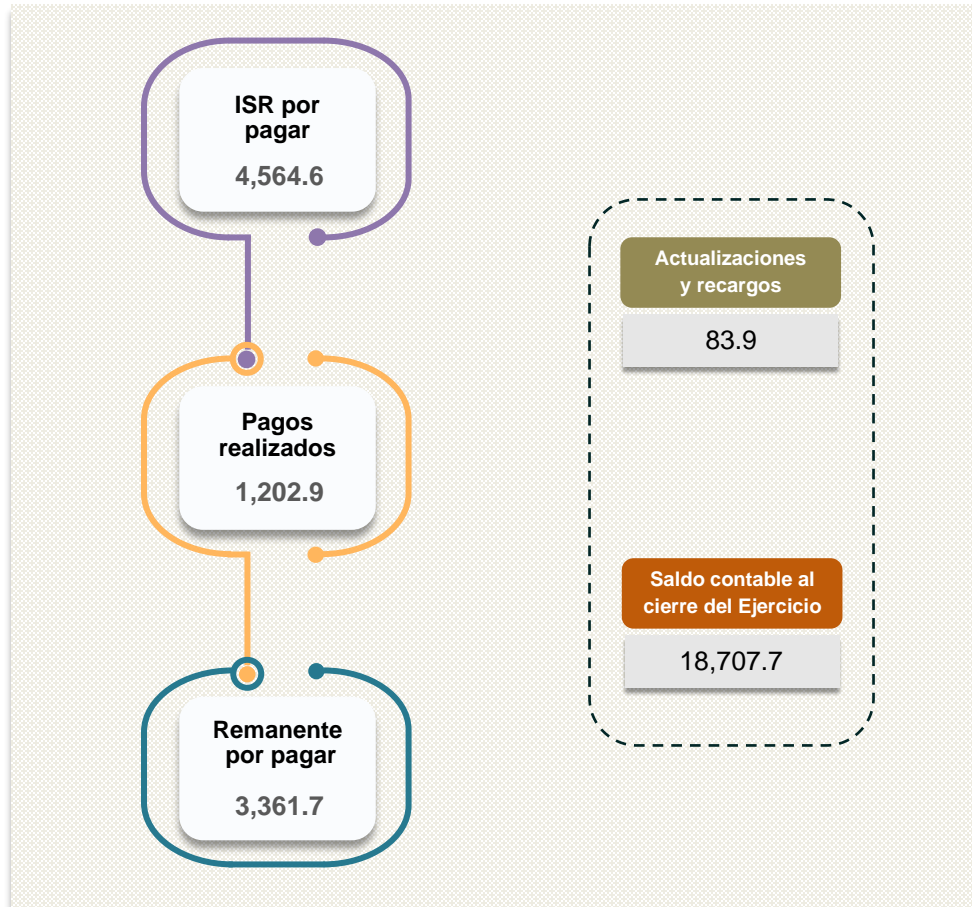 ISR por
pagar
4,564.6
Pagos
realizados
1,202.9
Remanente
por pagar
3,361.7
Actualizaciones
y recargos
83.9
Saldo contable al
cierre del Ejercicio
18,707.7